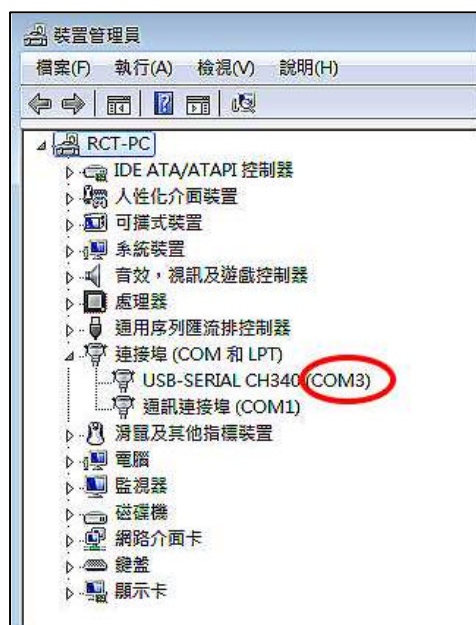 裝置管理員
檔案(F) 執行(A) 檢視(V) 說明(H)
RCT-PC
IDE ATA/ATAPI 控制器
人性化介面裝置
可攜式裝置
系統裝置
音效，視訊及遊戲控制器
處理器
通用序列匯流排控制器
連接埠 (COM 和 LPT)
USB-SERIAL CH340 (COM3)
通訊連接埠 (COM1)
滑鼠及其他指標裝置
電腦
監視器
磁碟機
網路介面卡
鍵盤
顯示卡